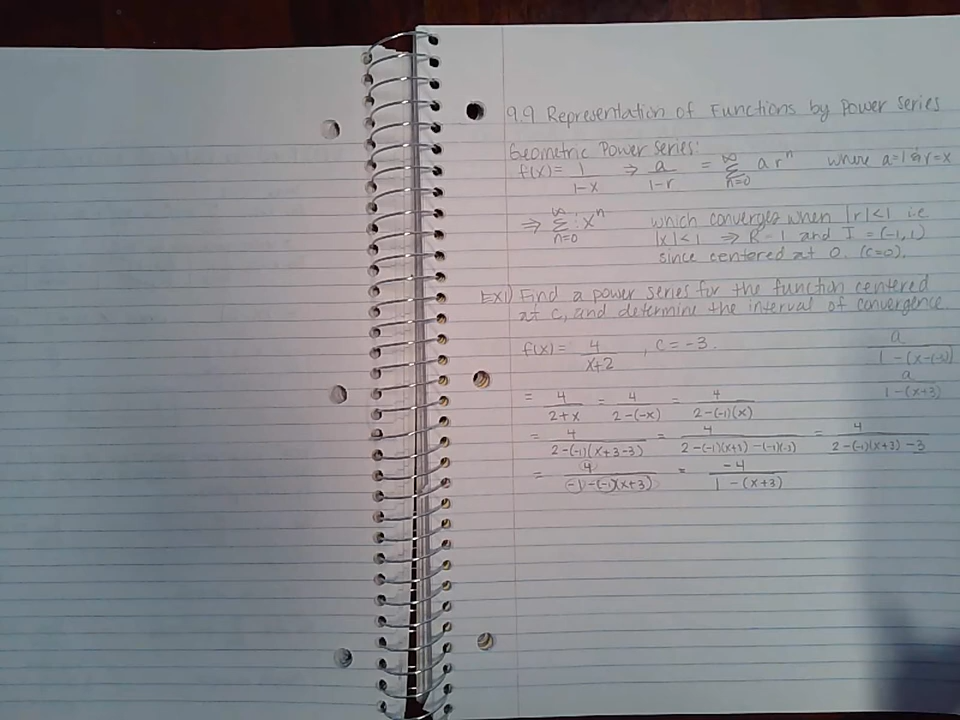 9.9 Representation of Functions by Power Series
Geometric Power Series:
f(x) = 1/(1-x) ⇒ a/(1-r) = ∑_{n=0}^{∞} a r^n where a=1 & r=x
⇒ ∑_{n=0}^{∞} x^n which converges when |r|<1 i.e
|x|<1 ⇒ R=1 and I = (-1,1)
since centered at 0. (c=0).
EX1) Find a power series for the function centered
at c, and determine the interval of convergence
f(x) = 4/(x+2) , c = -3. a/(1-(x-(-3)))
a/(1-(x+3))
= 4/(2+x) = 4/(2-(-x)) = 4/(2-(-1)(x))
= 4/(2-(-1)(x+3-3)) = 4/(2-(-1)(x+3)-(-1)(-3)) = 4/(2-(-1)(x+3)-3)
= 4/((-1)-(-1)(x+3)) = -4/(1-(x+3))